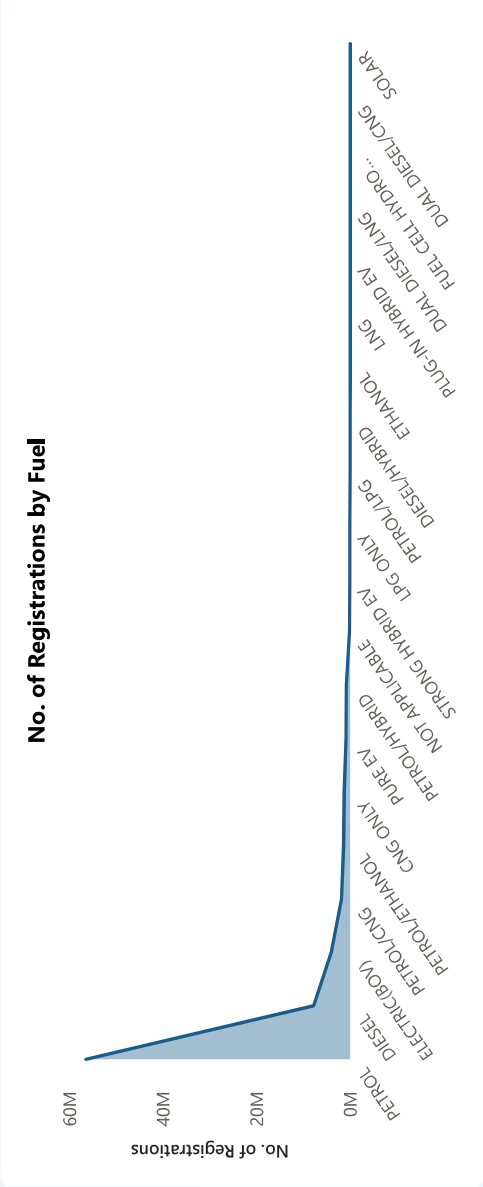 No. of Registrations by Fuel
No. of Registrations
60M
40M
20M
0M
PETROL
DIESEL
ELECTRIC(BOV)
PETROL/CNG
PETROL/ETHANOL
CNG ONLY
PURE EV
PETROL/HYBRID
NOT APPLICABLE
STRONG HYBRID EV
LPG ONLY
PETROL/LPG
DIESEL/HYBRID
ETHANOL
LNG
PLUG-IN HYBRID EV
DUAL DIESEL/LNG
FUEL CELL HYDRO...
DUAL DIESEL/CNG
SOLAR